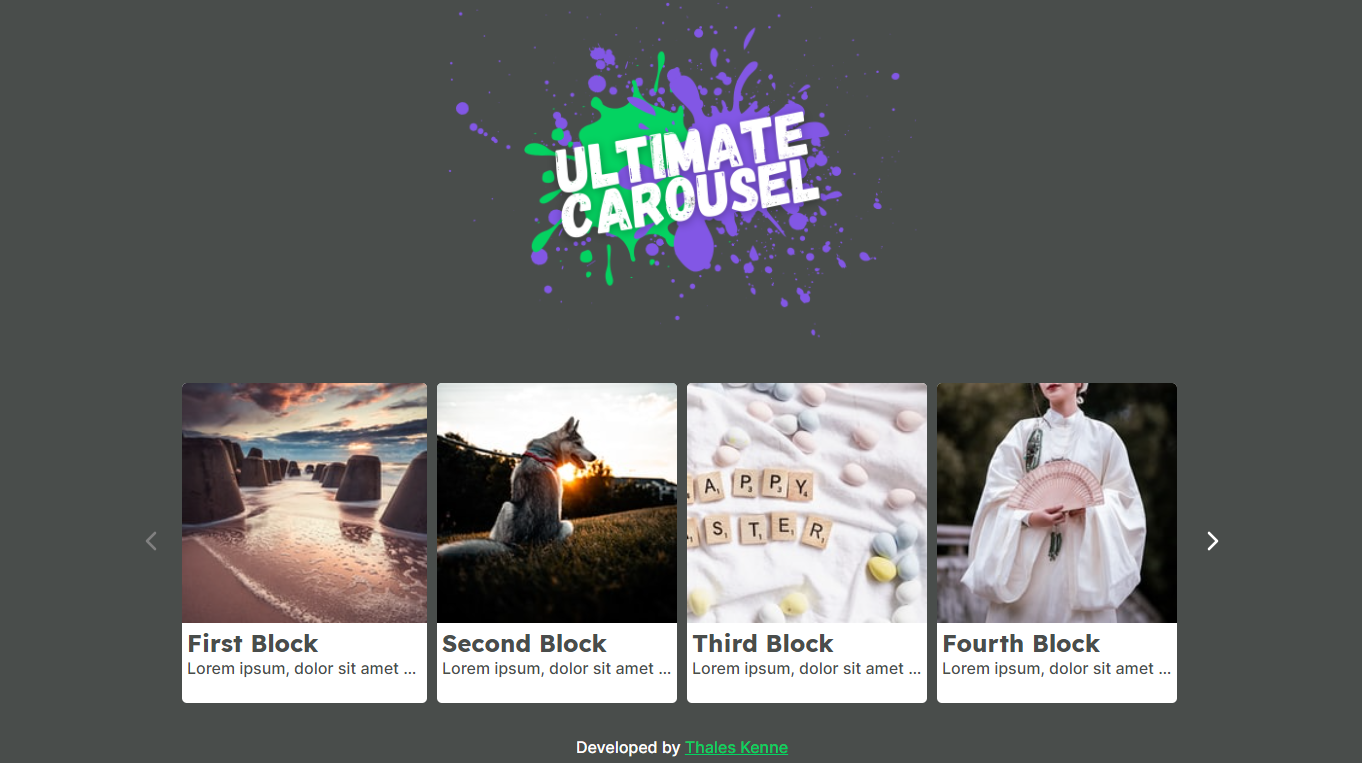 ULTIMATE
CAROUSEL
APPY
STER
First Block
Lorem ipsum, dolor sit amet ...
Second Block
Lorem ipsum, dolor sit amet ...
Third Block
Lorem ipsum, dolor sit amet ...
Fourth Block
Lorem ipsum, dolor sit amet ...
Developed by Thales Kenne